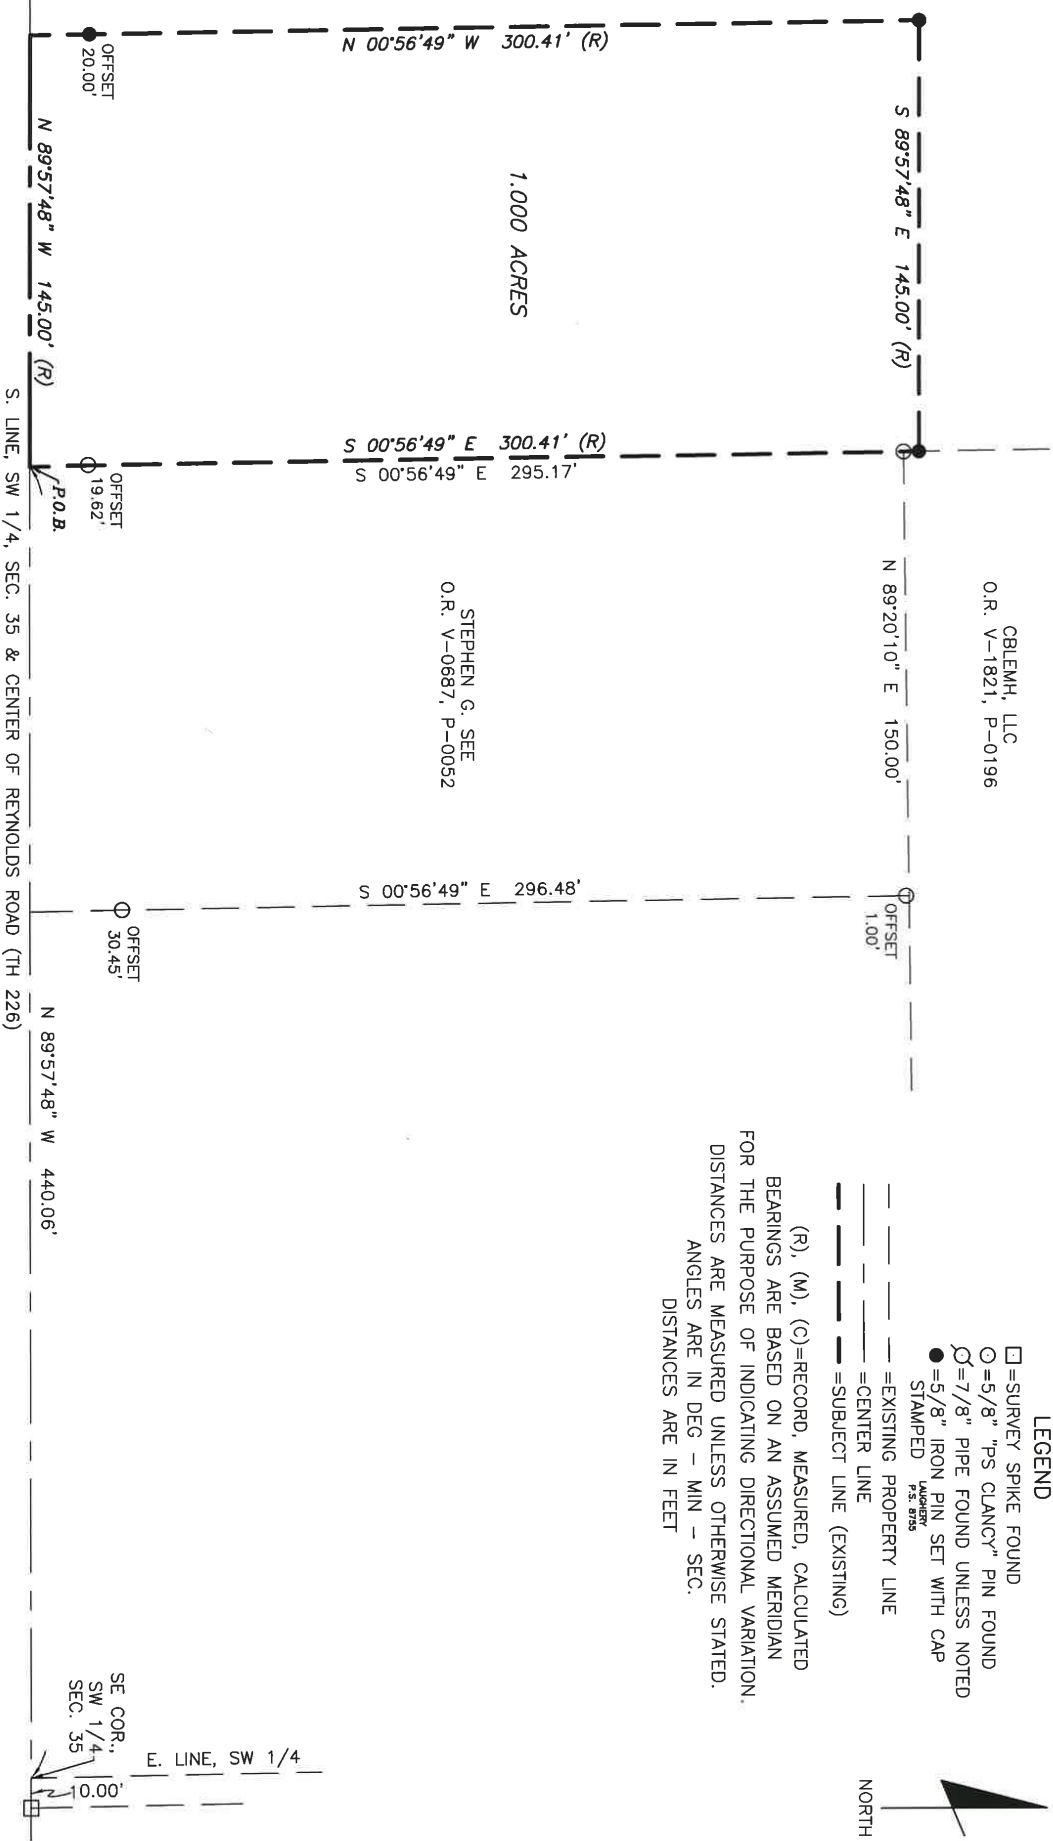 S 89°57'48" E 145.00' (R)
CBLEMH, LLC
O.R. V-1821, P-0196
N 89°20'10" E 150.00'
OFFSET
1.00'
N 00°56'49" W 300.41' (R)
1.000 ACRES
S 00°56'49" E 300.41' (R)
S 00°56'49" E 295.17'
STEPHEN G. SEE
O.R. V-0687, P-0052
S 00°56'49" E 296.48'
OFFSET
20.00'
OFFSET
19.62'
OFFSET
30.45'
P.O.B.
N 89°57'48" W 145.00' (R)
N 89°57'48" W 440.06'
S. LINE, SW 1/4, SEC. 35 & CENTER OF REYNOLDS ROAD (TH 226)
LEGEND
=SURVEY SPIKE FOUND
=5/8" "PS CLANCY" PIN FOUND
=7/8" PIPE FOUND UNLESS NOTED
=5/8" IRON PIN SET WITH CAP
STAMPED LAUGHERY
P.S. 8755
=EXISTING PROPERTY LINE
=CENTER LINE
=SUBJECT LINE (EXISTING)
(R), (M), (C)=RECORD, MEASURED, CALCULATED
BEARINGS ARE BASED ON AN ASSUMED MERIDIAN
FOR THE PURPOSE OF INDICATING DIRECTIONAL VARIATION.
DISTANCES ARE MEASURED UNLESS OTHERWISE STATED.
ANGLES ARE IN DEG - MIN - SEC.
DISTANCES ARE IN FEET
NORTH
E. LINE, SW 1/4
SE COR.,
SW 1/4,
SEC. 35
10.00'